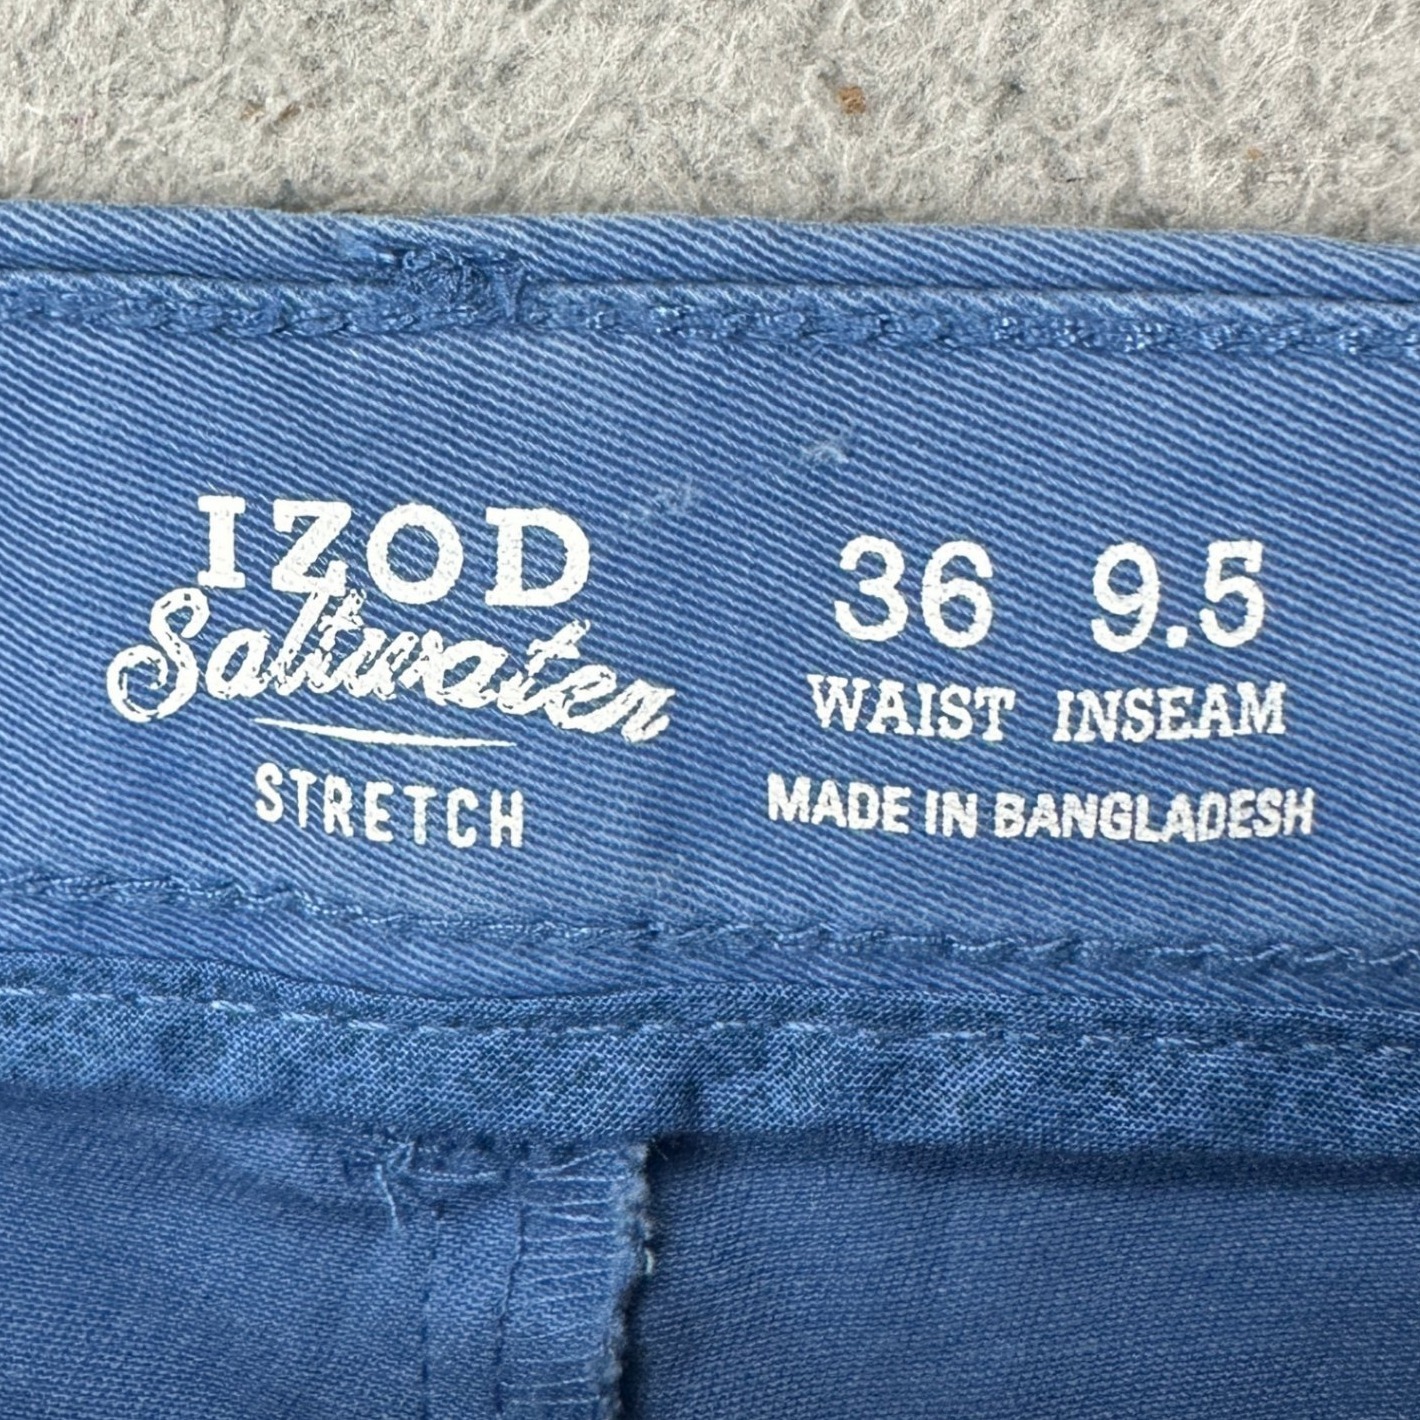 IZOD
Saltwater
STRETCH
36 9.5
WAIST INSEAM
MADE IN BANGLADESH